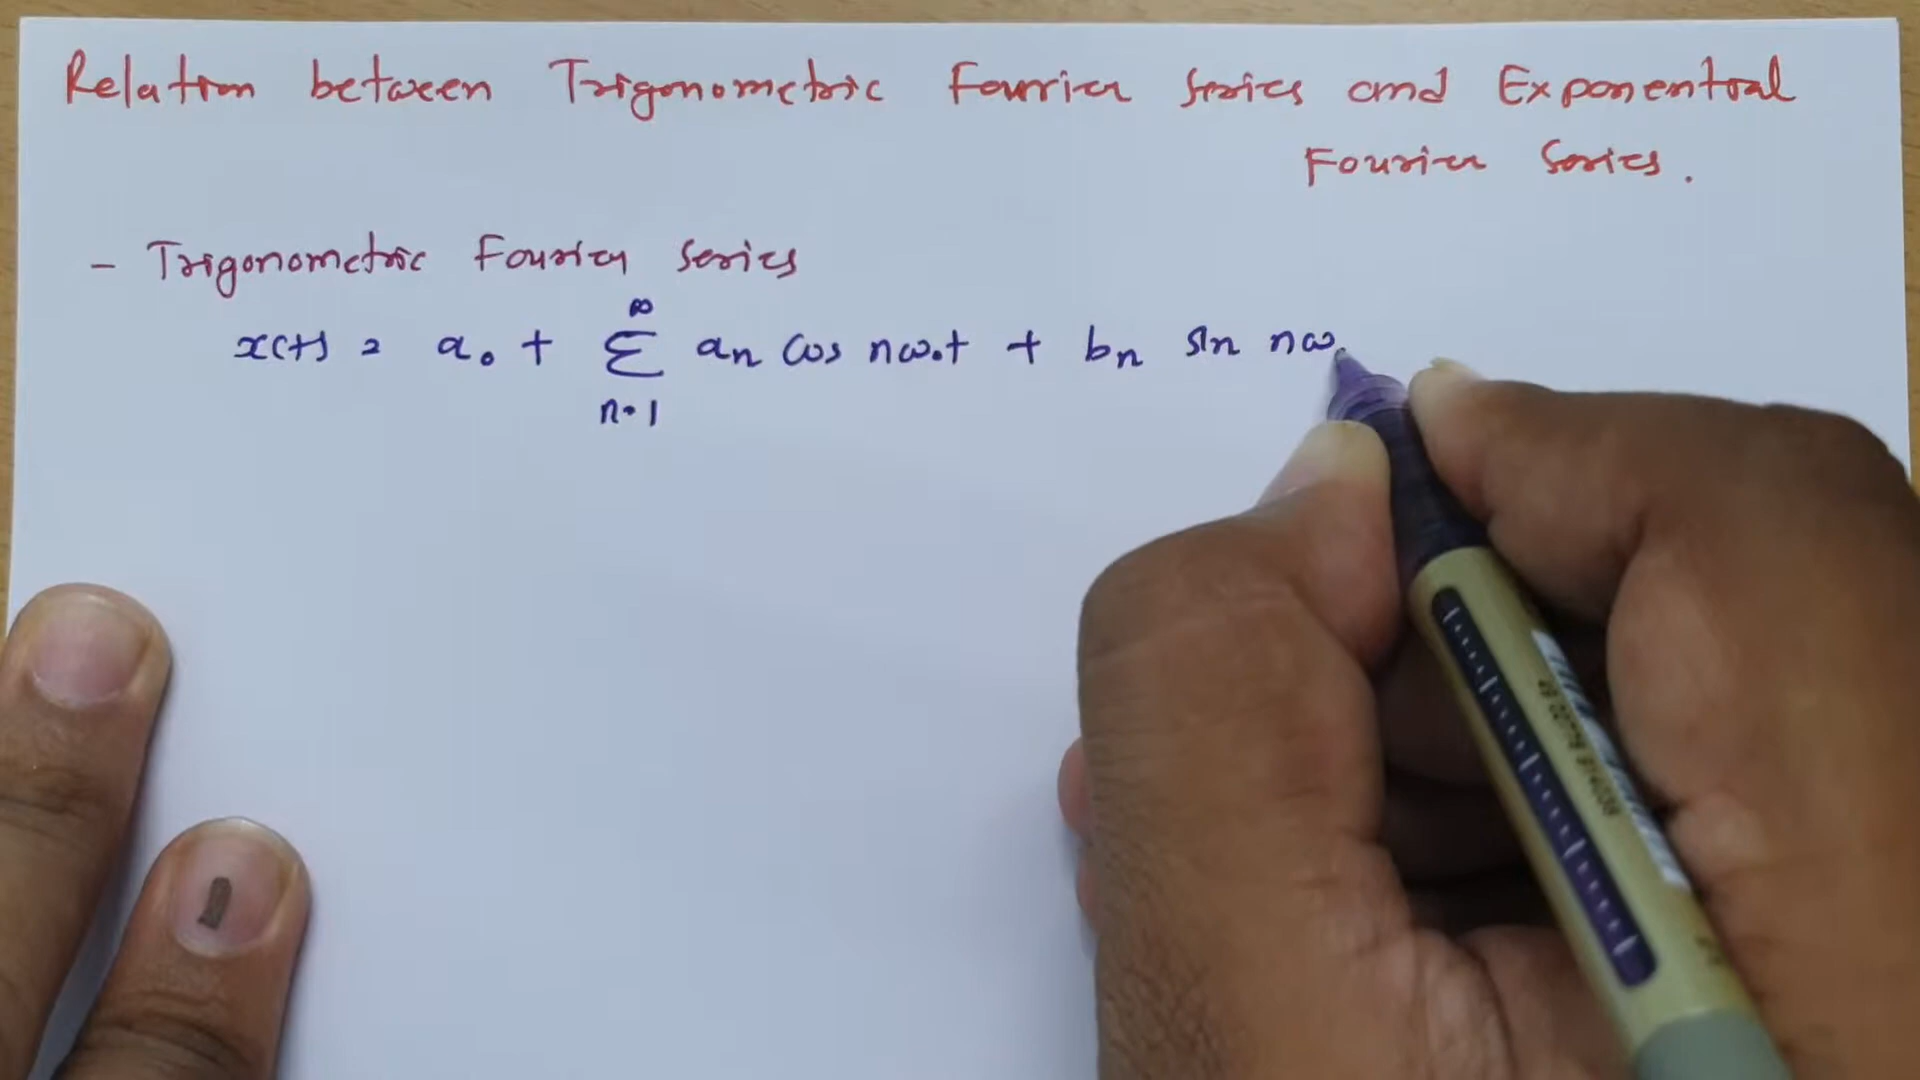 Relation between Trigonometric Fourier Series and Exponential
Fourier Series.
- Trigonometric Fourier Series
x(t) = a₀ + ∞ Σ n=1 aₙ cos nω₀t + bₙ sin nω₀